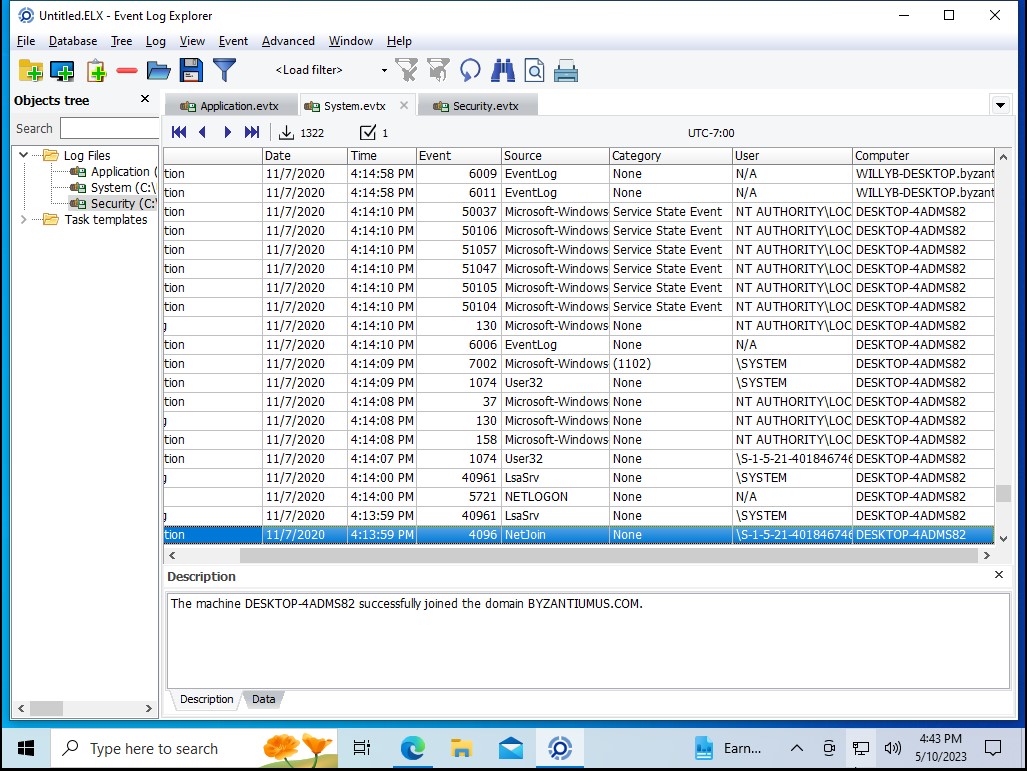 Untitled.ELX - Event Log Explorer
File Database Tree Log View Event Advanced Window Help
<Load filter>
Objects tree
Application.evtx System.evtx Security.evtx
Search
1322 1 UTC-7:00
Log Files
Application (
System (C:\
Security (C:\
Task templates
Date Time Event Source Category User Computer
tion 11/7/2020 4:14:58 PM 6009 EventLog None N/A WILLYB-DESKTOP.byzant
tion 11/7/2020 4:14:58 PM 6011 EventLog None N/A WILLYB-DESKTOP.byzant
tion 11/7/2020 4:14:10 PM 50037 Microsoft-Windows Service State Event NT AUTHORITY\LOC DESKTOP-4ADMS82
tion 11/7/2020 4:14:10 PM 50106 Microsoft-Windows Service State Event NT AUTHORITY\LOC DESKTOP-4ADMS82
tion 11/7/2020 4:14:10 PM 51057 Microsoft-Windows Service State Event NT AUTHORITY\LOC DESKTOP-4ADMS82
tion 11/7/2020 4:14:10 PM 51047 Microsoft-Windows Service State Event NT AUTHORITY\LOC DESKTOP-4ADMS82
tion 11/7/2020 4:14:10 PM 50105 Microsoft-Windows Service State Event NT AUTHORITY\LOC DESKTOP-4ADMS82
tion 11/7/2020 4:14:10 PM 50104 Microsoft-Windows Service State Event NT AUTHORITY\LOC DESKTOP-4ADMS82
g 11/7/2020 4:14:10 PM 130 Microsoft-Windows None NT AUTHORITY\LOC DESKTOP-4ADMS82
tion 11/7/2020 4:14:10 PM 6006 EventLog None N/A DESKTOP-4ADMS82
tion 11/7/2020 4:14:09 PM 7002 Microsoft-Windows (1102) \SYSTEM DESKTOP-4ADMS82
tion 11/7/2020 4:14:09 PM 1074 User32 None \SYSTEM DESKTOP-4ADMS82
tion 11/7/2020 4:14:08 PM 37 Microsoft-Windows None NT AUTHORITY\LOC DESKTOP-4ADMS82
g 11/7/2020 4:14:08 PM 130 Microsoft-Windows None NT AUTHORITY\LOC DESKTOP-4ADMS82
tion 11/7/2020 4:14:08 PM 158 Microsoft-Windows None NT AUTHORITY\LOC DESKTOP-4ADMS82
tion 11/7/2020 4:14:07 PM 1074 User32 None \S-1-5-21-401846746 DESKTOP-4ADMS82
g 11/7/2020 4:14:00 PM 40961 LsaSrv None \SYSTEM DESKTOP-4ADMS82
11/7/2020 4:14:00 PM 5721 NETLOGON None N/A DESKTOP-4ADMS82
g 11/7/2020 4:13:59 PM 40961 LsaSrv None \SYSTEM DESKTOP-4ADMS82
tion 11/7/2020 4:13:59 PM 4096 NetJoin None \S-1-5-21-401846746 DESKTOP-4ADMS82
Description
The machine DESKTOP-4ADMS82 successfully joined the domain BYZANTIUMUS.COM.
Description Data
Type here to search
Earn...
4:43 PM
5/10/2023